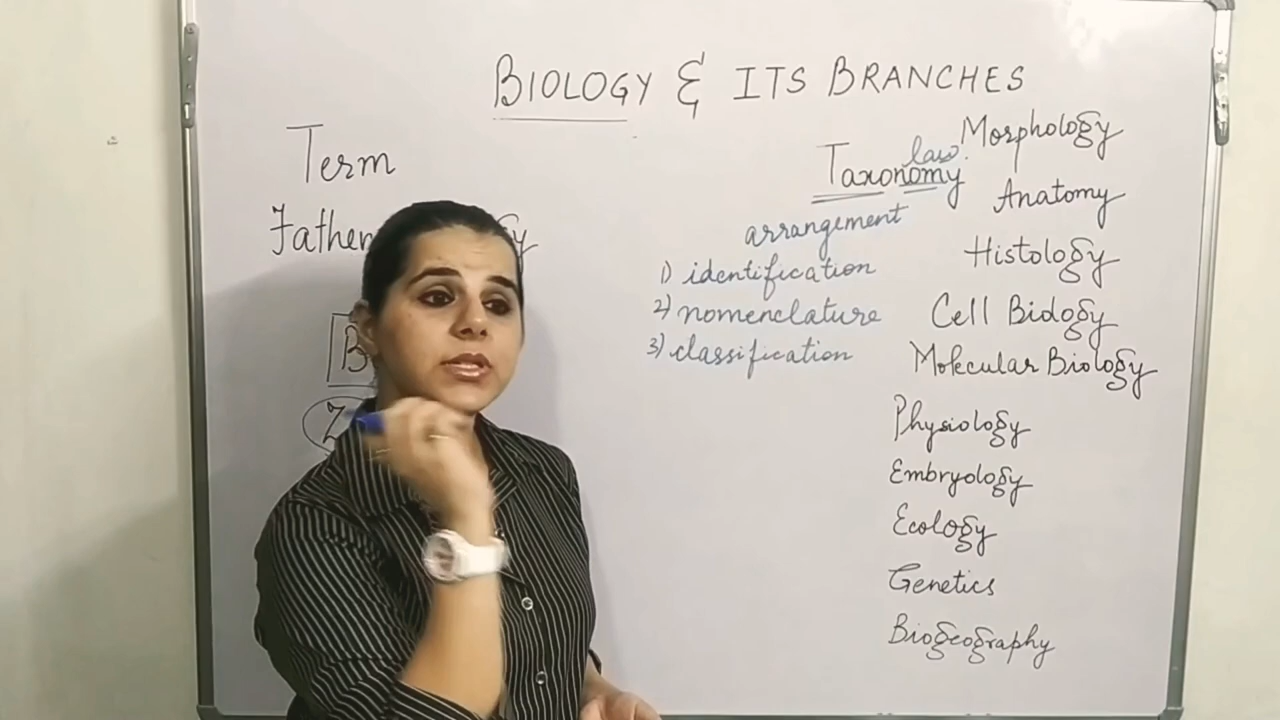 BIOLOGY & ITS BRANCHES
Term
Taxonomy
law.
arrangement
1) identification
2) nomenclature
3) classification
Morphology
Anatomy
Histology
Cell Biology
Molecular Biology
Physiology
Embryology
Ecology
Genetics
Biogeography